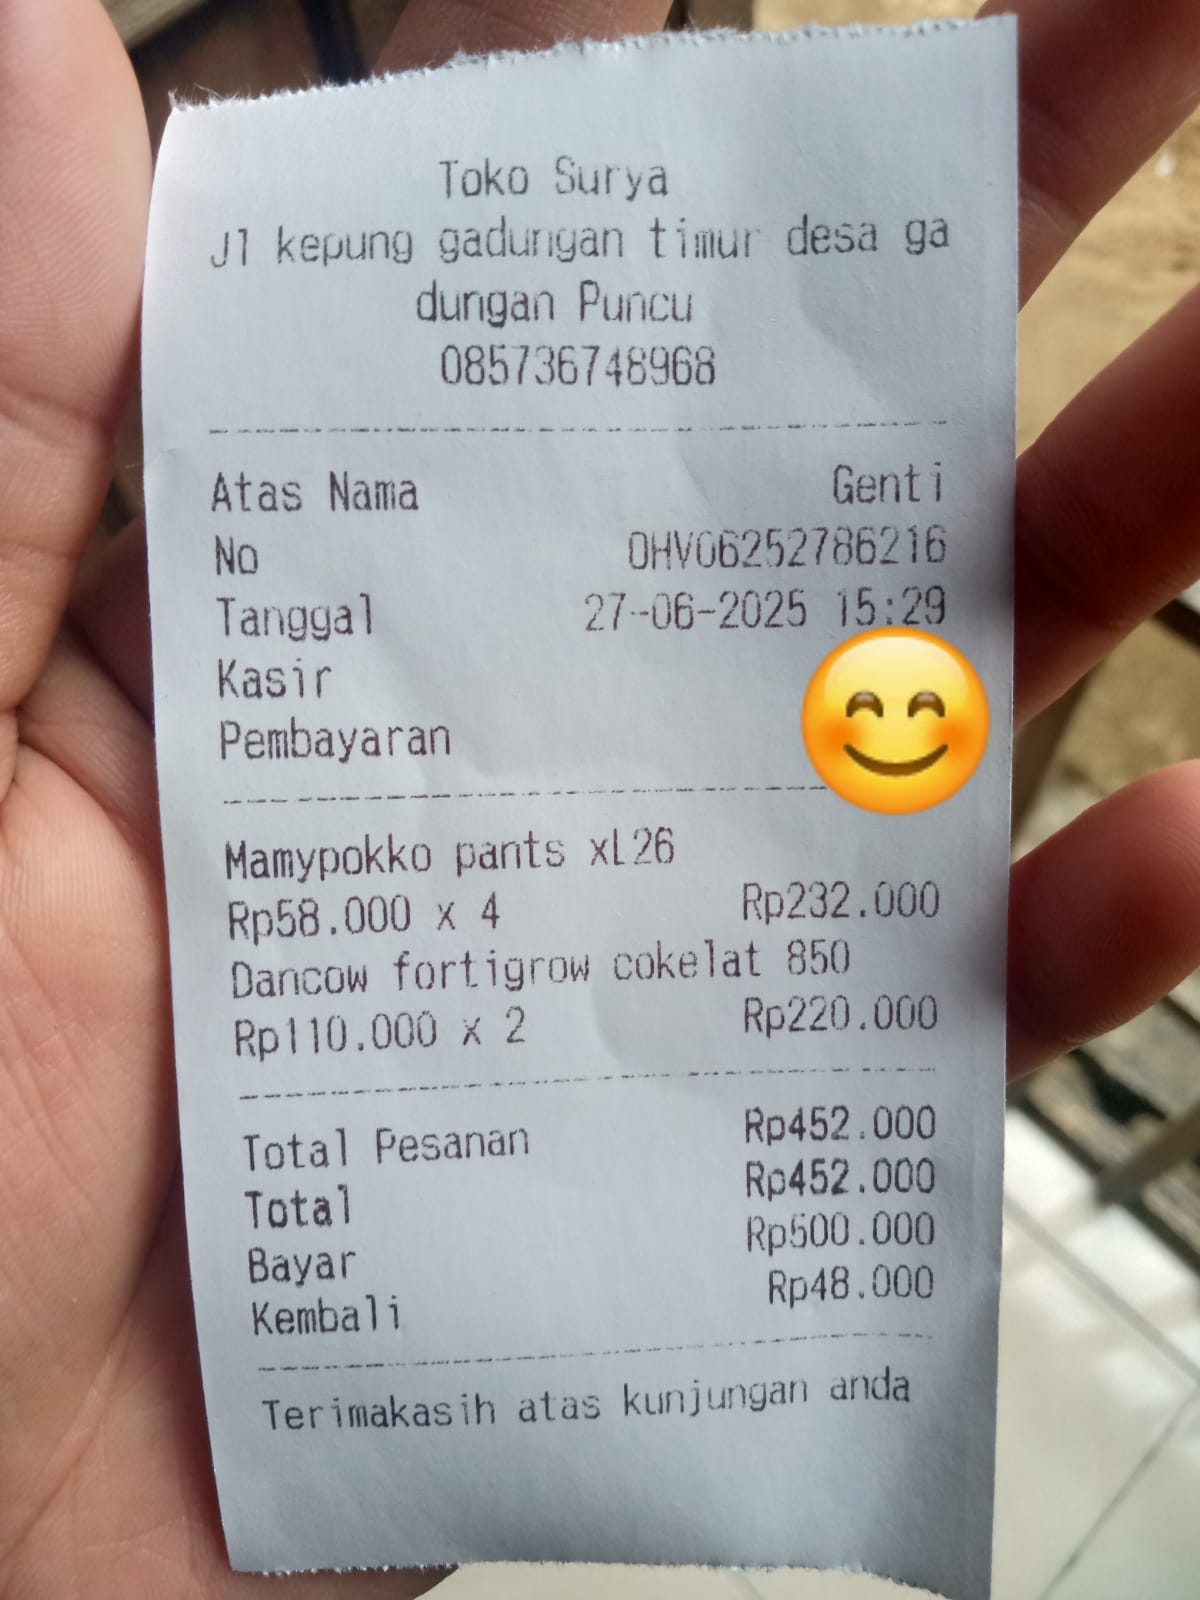 Toko Surya
Jl kepung gadungan timur desa ga
dungan Puncu
085736748968
Atas Nama Genti
No OHV06252786216
Tanggal 27-06-2025 15:29
Kasir
Pembayaran
Mamypokko pants xL26
Rp58.000 x 4 Rp232.000
Dancow fortigrow cokelat 850
Rp110.000 x 2 Rp220.000
Total Pesanan Rp452.000
Total Rp452.000
Bayar Rp500.000
Kembali Rp48.000
Terimakasih atas kunjungan anda